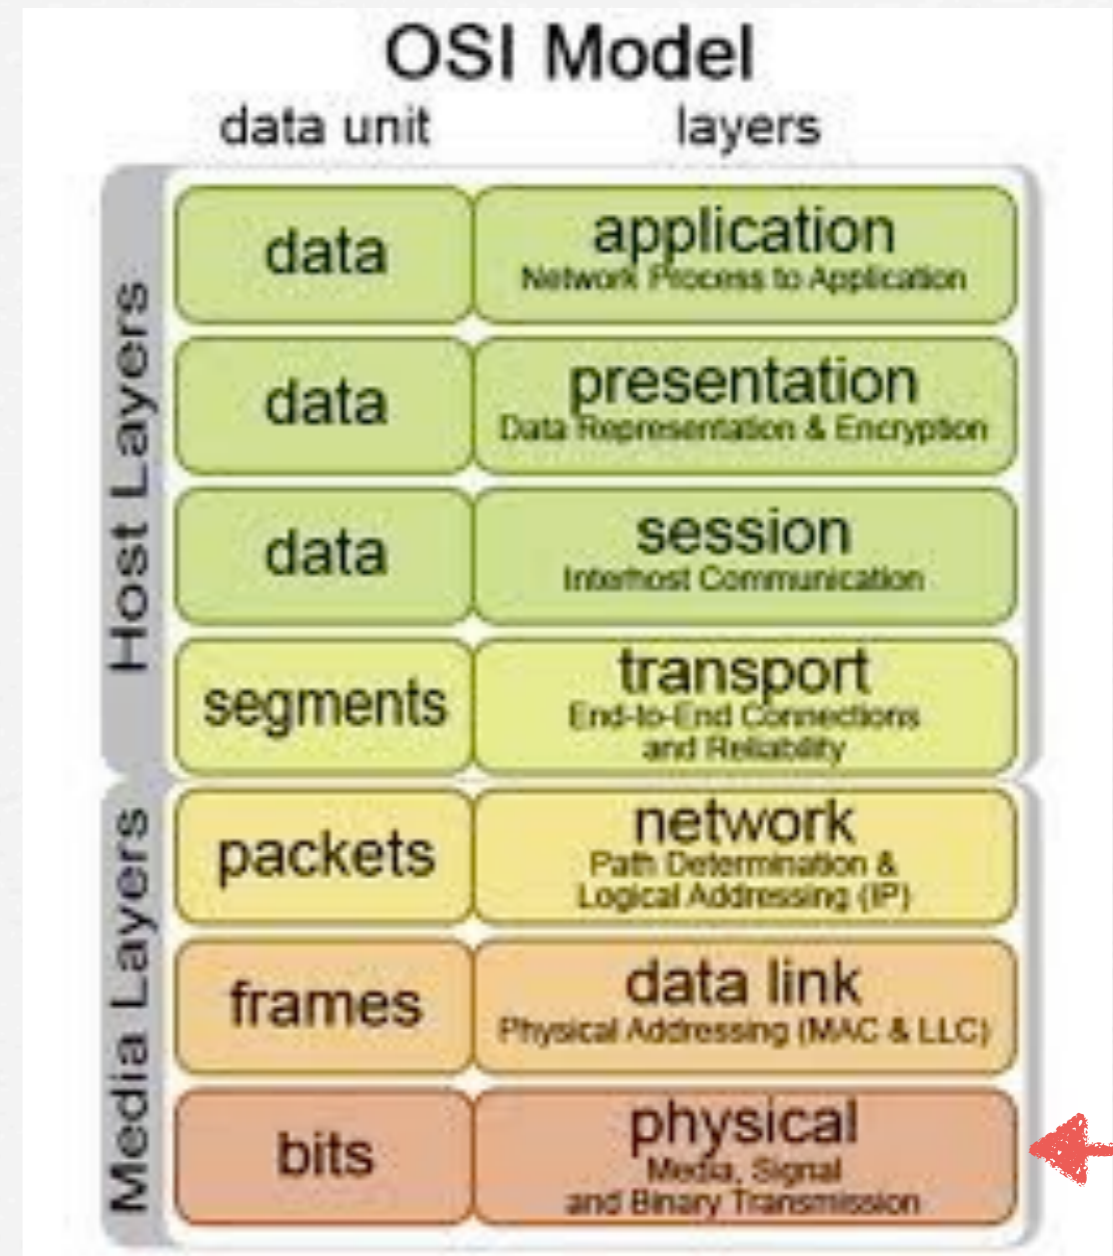 OSI Model
data unit layers
Host Layers
data
application
Network Process to Application
data
presentation
Data Representation & Encryption
data
session
Interhost Communication
segments
transport
End-to-End Connections
and Reliability
Media Layers
packets
network
Path Determination &
Logical Addressing (IP)
frames
data link
Physical Addressing (MAC & LLC)
bits
physical
Media, Signal
and Binary Transmission